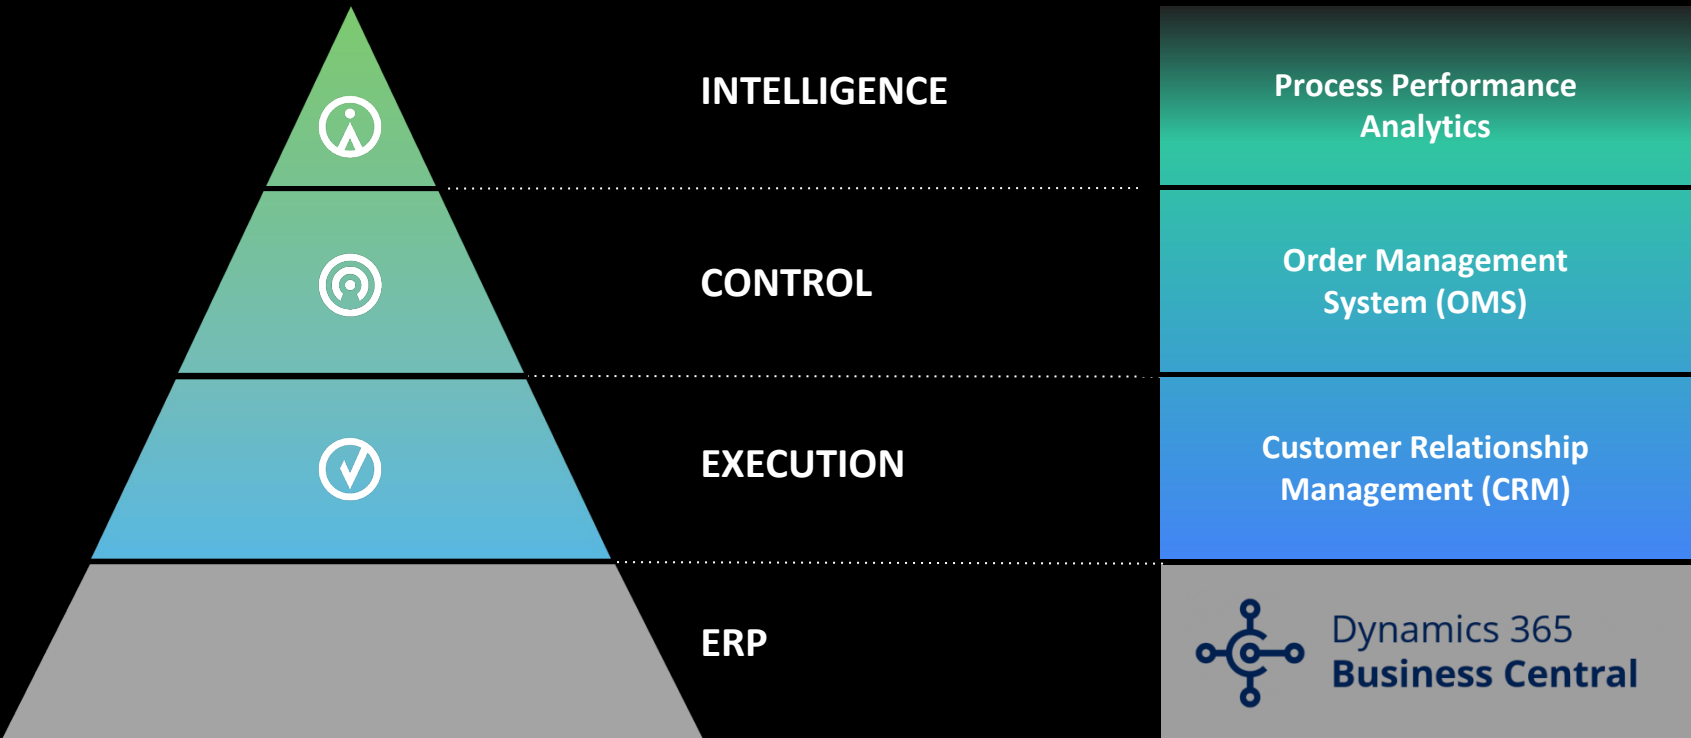 INTELLIGENCE
Process Performance
Analytics
CONTROL
Order Management
System (OMS)
EXECUTION
Customer Relationship
Management (CRM)
ERP
Dynamics 365
Business Central